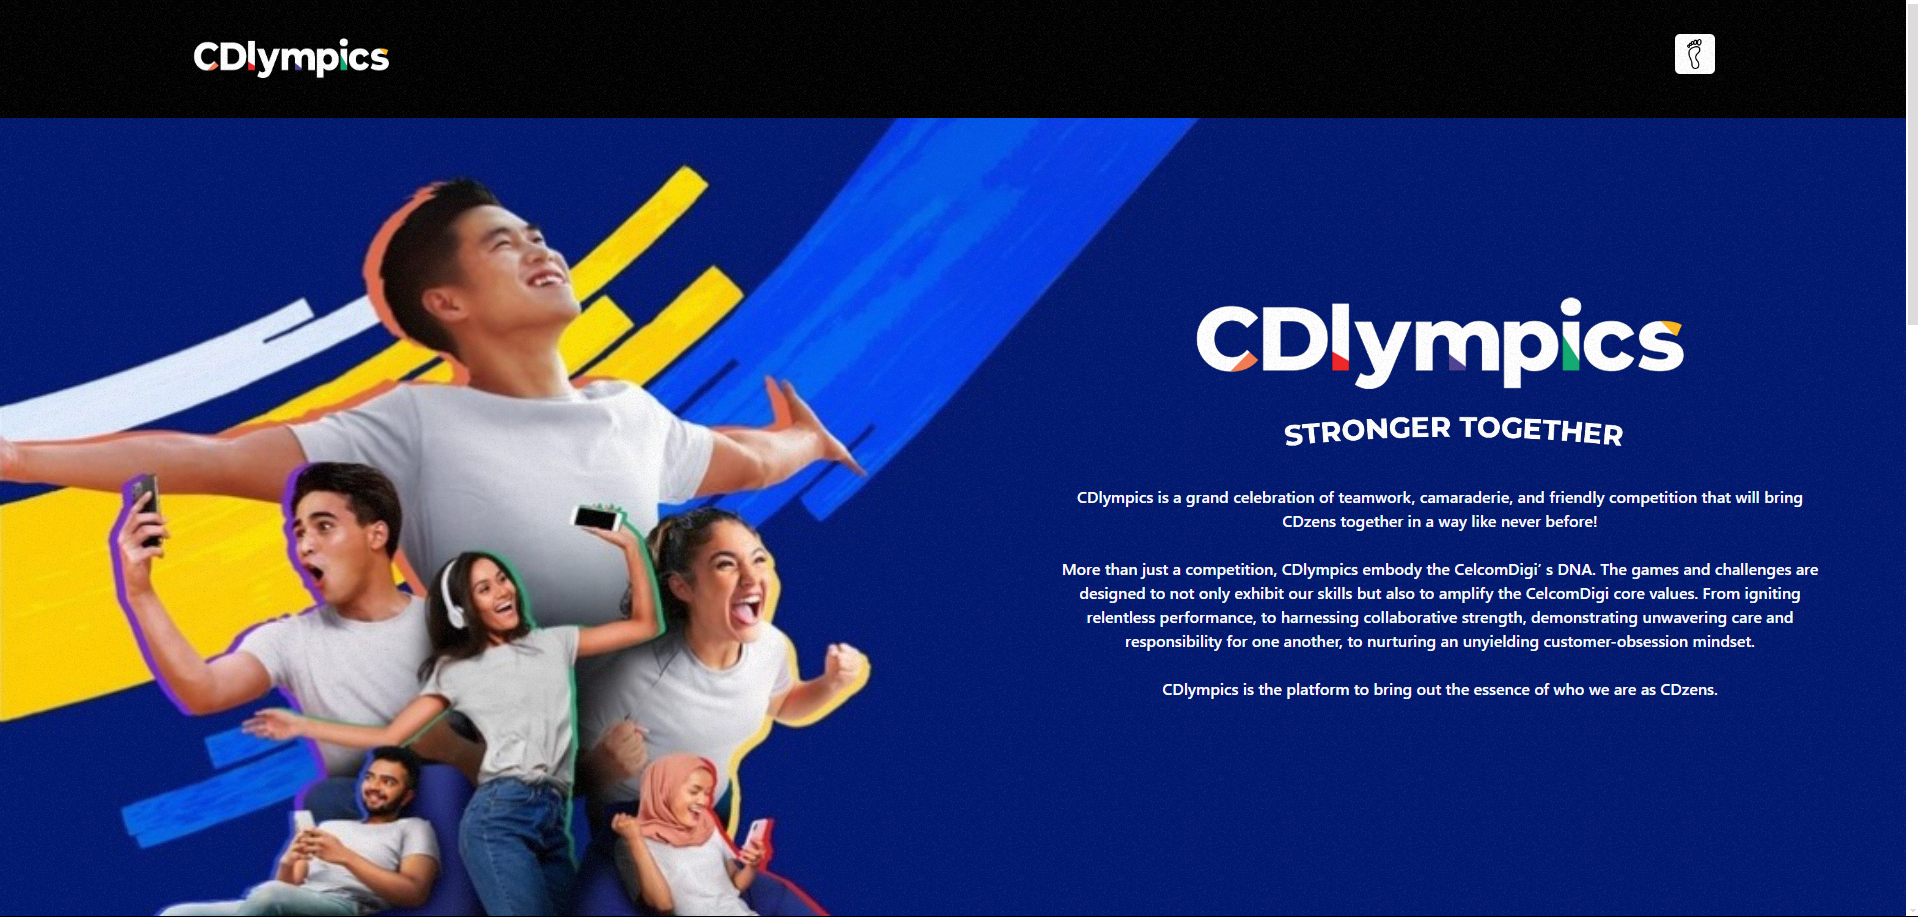 CDlympics
CDlympics
STRONGER TOGETHER
CDlympics is a grand celebration of teamwork, camaraderie, and friendly competition that will bring
CDzens together in a way like never before!
More than just a competition, CDlympics embody the CelcomDigi’ s DNA. The games and challenges are
designed to not only exhibit our skills but also to amplify the CelcomDigi core values. From igniting
relentless performance, to harnessing collaborative strength, demonstrating unwavering care and
responsibility for one another, to nurturing an unyielding customer-obsession mindset.
CDlympics is the platform to bring out the essence of who we are as CDzens.